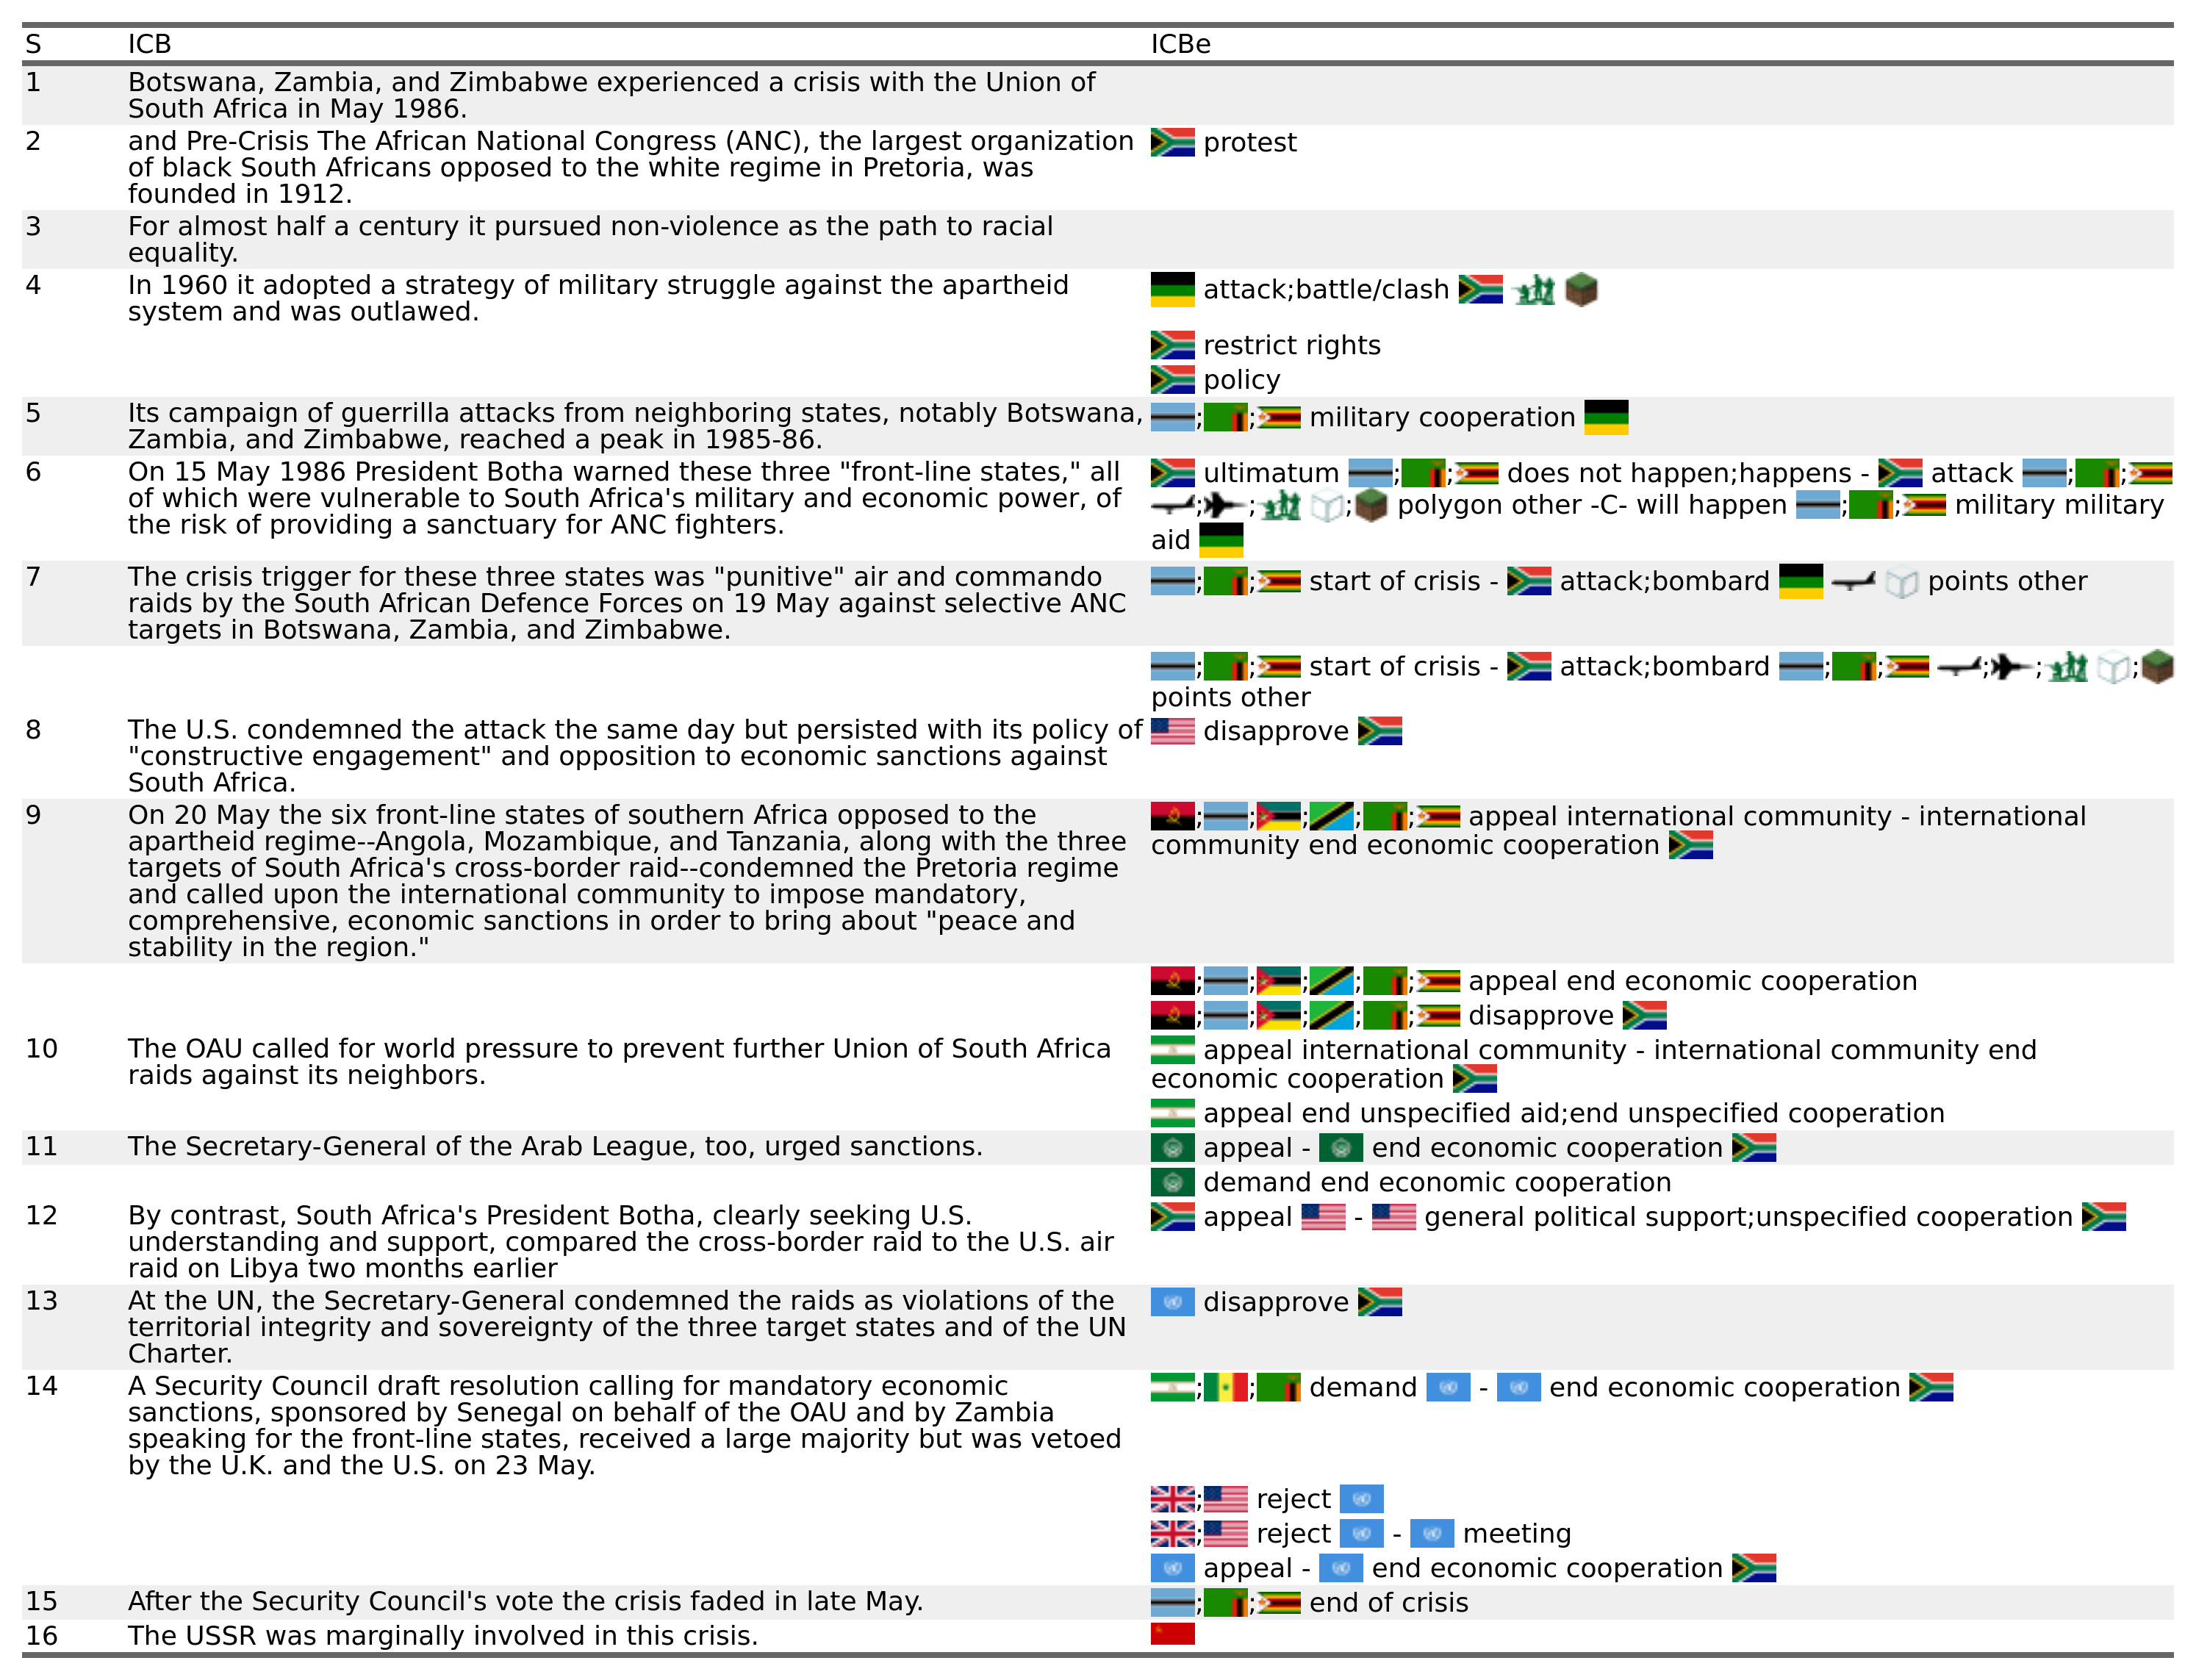 S ICB ICBe
1 Botswana, Zambia, and Zimbabwe experienced a crisis with the Union of
South Africa in May 1986.
2 and Pre-Crisis The African National Congress (ANC), the largest organization protest
of black South Africans opposed to the white regime in Pretoria, was
founded in 1912.
3 For almost half a century it pursued non-violence as the path to racial
equality.
4 In 1960 it adopted a strategy of military struggle against the apartheid attack;battle/clash
system and was outlawed.
restrict rights
policy
5 Its campaign of guerrilla attacks from neighboring states, notably Botswana, ; ; military cooperation
Zambia, and Zimbabwe, reached a peak in 1985-86.
6 On 15 May 1986 President Botha warned these three "front-line states," all ultimatum ; ; does not happen;happens - attack ; ;
of which were vulnerable to South Africa's military and economic power, of ; ; ; polygon other -C- will happen ; ; military military
the risk of providing a sanctuary for ANC fighters. aid
7 The crisis trigger for these three states was "punitive" air and commando ; ; start of crisis - attack;bombard points other
raids by the South African Defence Forces on 19 May against selective ANC
targets in Botswana, Zambia, and Zimbabwe.
; ; start of crisis - attack;bombard ; ; ; ; ;
points other
8 The U.S. condemned the attack the same day but persisted with its policy of disapprove
"constructive engagement" and opposition to economic sanctions against
South Africa.
9 On 20 May the six front-line states of southern Africa opposed to the ; ; ; ; ; appeal international community - international
apartheid regime--Angola, Mozambique, and Tanzania, along with the three community end economic cooperation
targets of South Africa's cross-border raid--condemned the Pretoria regime
and called upon the international community to impose mandatory,
comprehensive, economic sanctions in order to bring about "peace and
stability in the region."
; ; ; ; ; appeal end economic cooperation
; ; ; ; ; disapprove
10 The OAU called for world pressure to prevent further Union of South Africa appeal international community - international community end
raids against its neighbors. economic cooperation
appeal end unspecified aid;end unspecified cooperation
11 The Secretary-General of the Arab League, too, urged sanctions. appeal - end economic cooperation
demand end economic cooperation
12 By contrast, South Africa's President Botha, clearly seeking U.S. appeal - general political support;unspecified cooperation
understanding and support, compared the cross-border raid to the U.S. air
raid on Libya two months earlier
13 At the UN, the Secretary-General condemned the raids as violations of the disapprove
territorial integrity and sovereignty of the three target states and of the UN
Charter.
14 A Security Council draft resolution calling for mandatory economic ; ; demand - end economic cooperation
sanctions, sponsored by Senegal on behalf of the OAU and by Zambia
speaking for the front-line states, received a large majority but was vetoed
by the U.K. and the U.S. on 23 May.
; reject
; reject - meeting
appeal - end economic cooperation
15 After the Security Council's vote the crisis faded in late May. ; ; end of crisis
16 The USSR was marginally involved in this crisis.